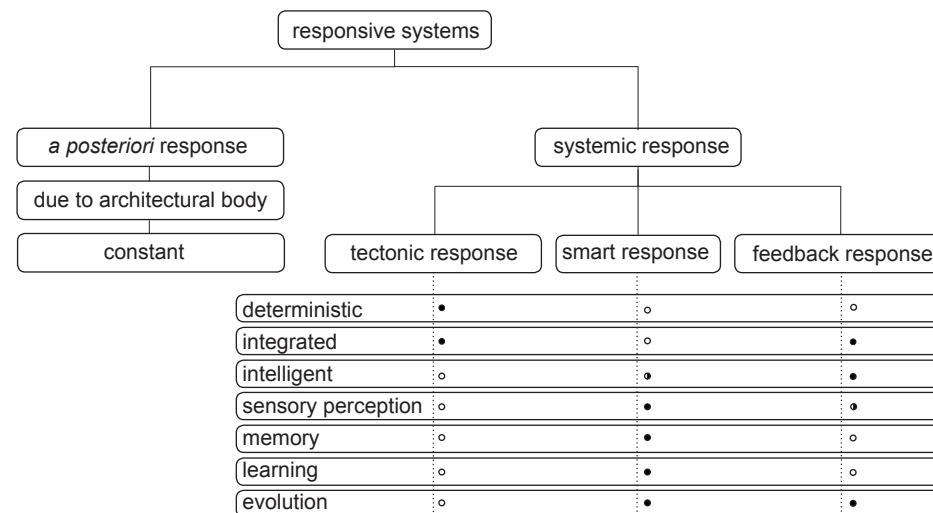 responsive systems
a posteriori response
systemic response
due to architectural body
constant
tectonic response
smart response
feedback response
deterministic
integrated
intelligent
sensory perception
memory
learning
evolution